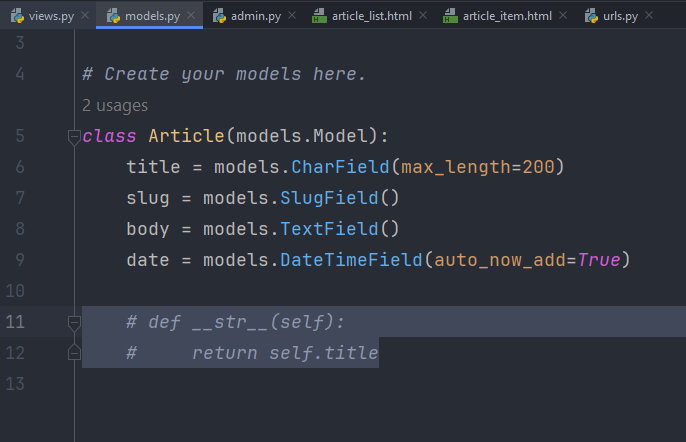 views.py models.py admin.py article_list.html article_item.html urls.py
3
4 # Create your models here.
2 usages
5 class Article(models.Model):
6 title = models.CharField(max_length=200)
7 slug = models.SlugField()
8 body = models.TextField()
9 date = models.DateTimeField(auto_now_add=True)
10
11 # def __str__(self):
12 #     return self.title
13